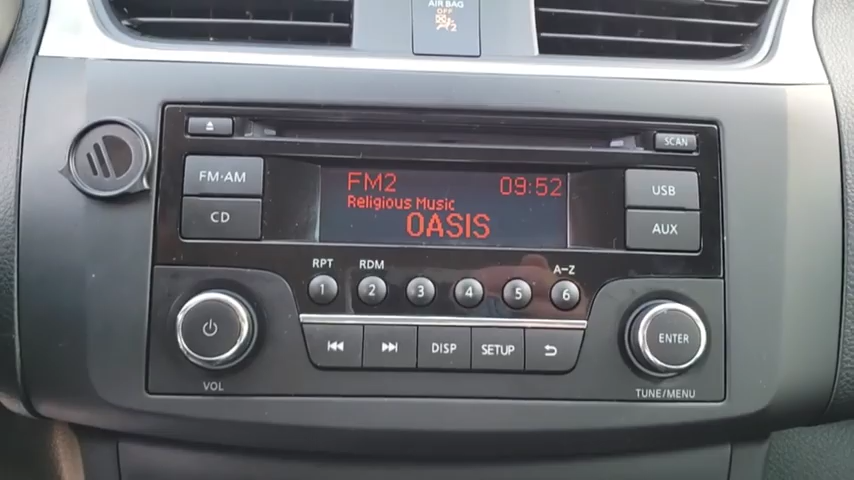 AIR BAG
OFF
2
SCAN
FM·AM
CD
FM2 09:52
Religious Music
OASIS
USB
AUX
RPT RDM A-Z
1 2 3 4 5 6
DISP SETUP
VOL
ENTER
TUNE/MENU